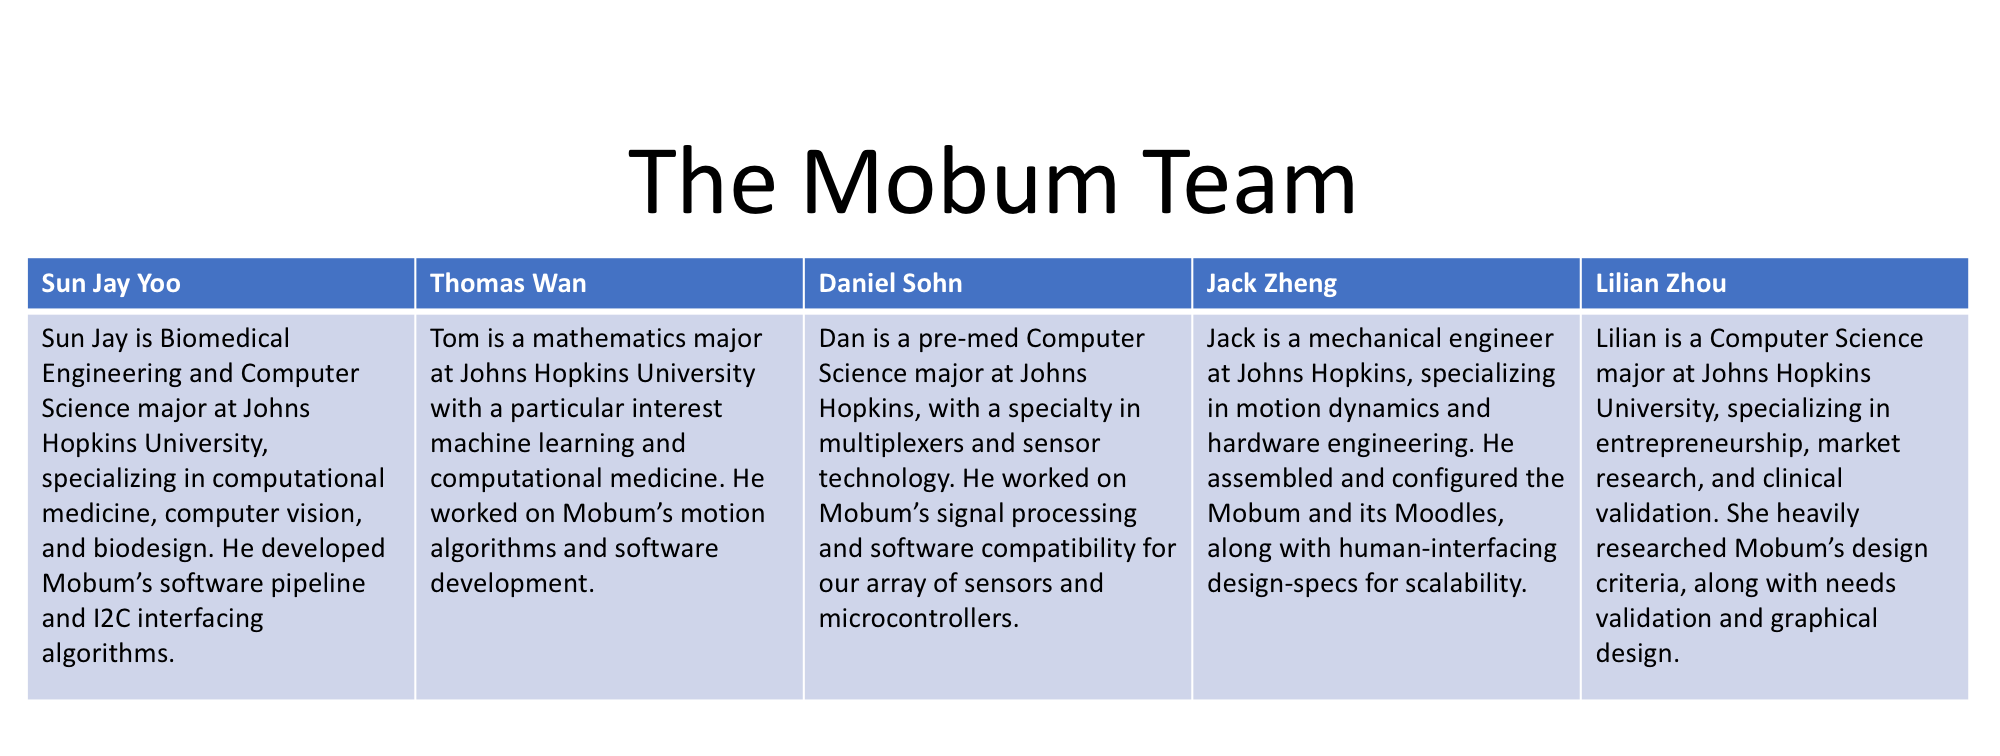 The Mobum Team
Sun Jay Yoo
Sun Jay is Biomedical
Engineering and Computer
Science major at Johns
Hopkins University,
specializing in computational
medicine, computer vision,
and biodesign. He developed
Mobum’s software pipeline
and I2C interfacing
algorithms.
Thomas Wan
Tom is a mathematics major
at Johns Hopkins University
with a particular interest
machine learning and
computational medicine. He
worked on Mobum’s motion
algorithms and software
development.
Daniel Sohn
Dan is a pre-med Computer
Science major at Johns
Hopkins, with a specialty in
multiplexers and sensor
technology. He worked on
Mobum’s signal processing
and software compatibility for
our array of sensors and
microcontrollers.
Jack Zheng
Jack is a mechanical engineer
at Johns Hopkins, specializing
in motion dynamics and
hardware engineering. He
assembled and configured the
Mobum and its Moodles,
along with human-interfacing
design-specs for scalability.
Lilian Zhou
Lilian is a Computer Science
major at Johns Hopkins
University, specializing in
entrepreneurship, market
research, and clinical
validation. She heavily
researched Mobum’s design
criteria, along with needs
validation and graphical
design.